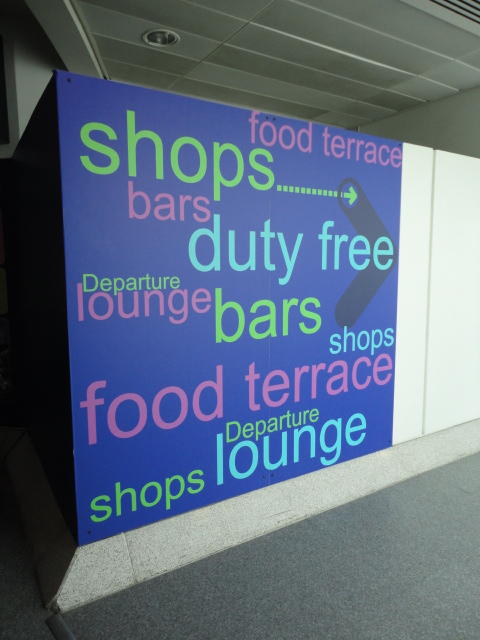 food terrace
shops
bars
duty free
Departure
lounge
bars
shops
food terrace
Departure
lounge
shops